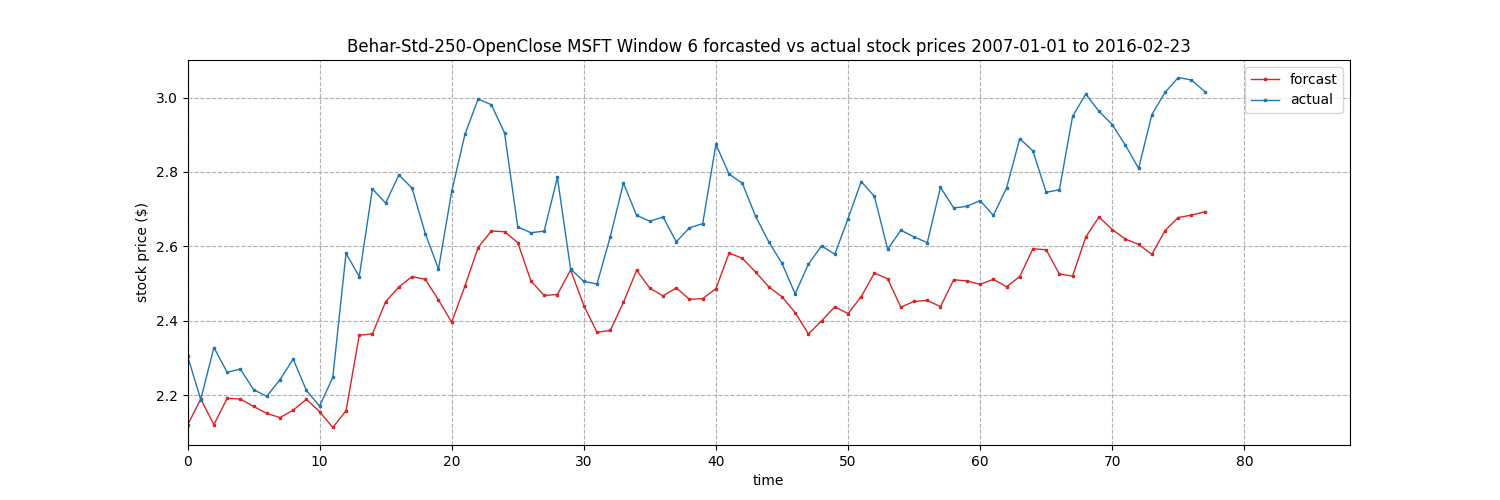 Behar-Std-250-OpenClose MSFT Window 6 forcasted vs actual stock prices 2007-01-01 to 2016-02-23
forcast
actual
3.0
2.8
2.6
2.4
2.2
stock price ($)
0 10 20 30 40 50 60 70 80
time